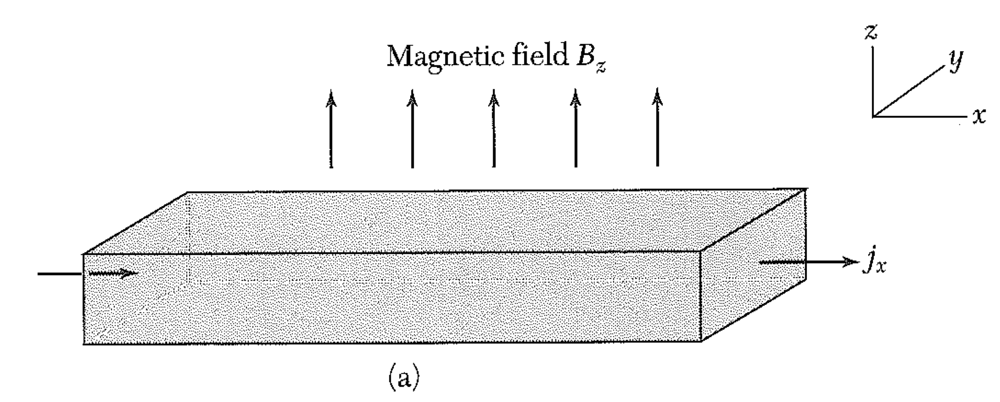 Magnetic field B_z
z
y
x
j_x
(a)